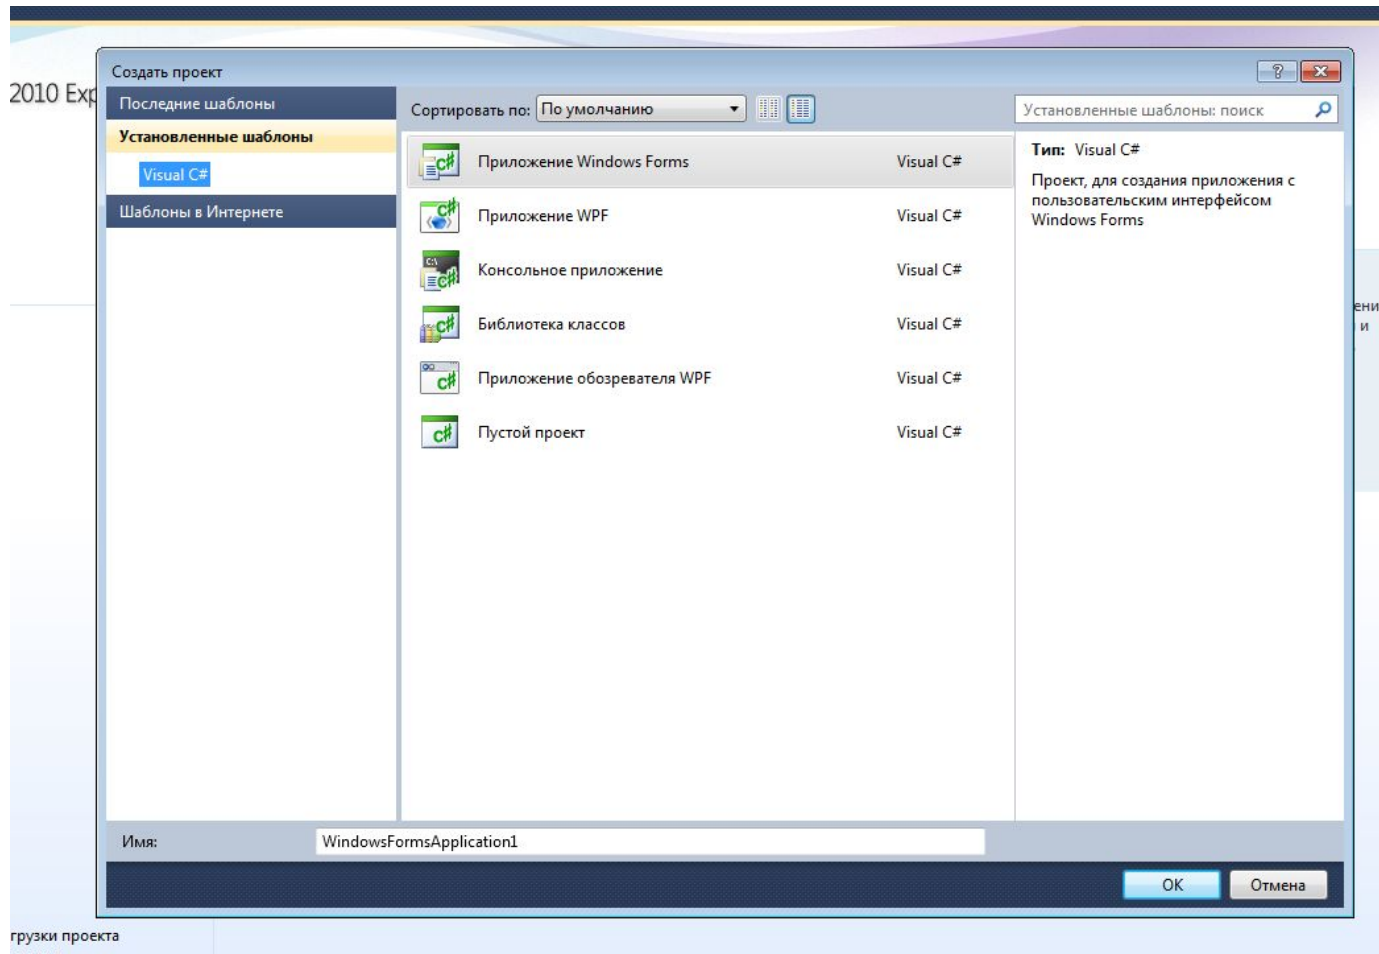 2010 Exp
Создать проект
Последние шаблоны
Установленные шаблоны
Visual C#
Шаблоны в Интернете
Сортировать по: По умолчанию
Установленные шаблоны: поиск
Приложение Windows Forms Visual C#
Приложение WPF Visual C#
Консольное приложение Visual C#
Библиотека классов Visual C#
Приложение обозревателя WPF Visual C#
Пустой проект Visual C#
Тип: Visual C#
Проект, для создания приложения с
пользовательским интерфейсом
Windows Forms
ени
и
Имя: WindowsFormsApplication1
ОК Отмена
грузки проекта